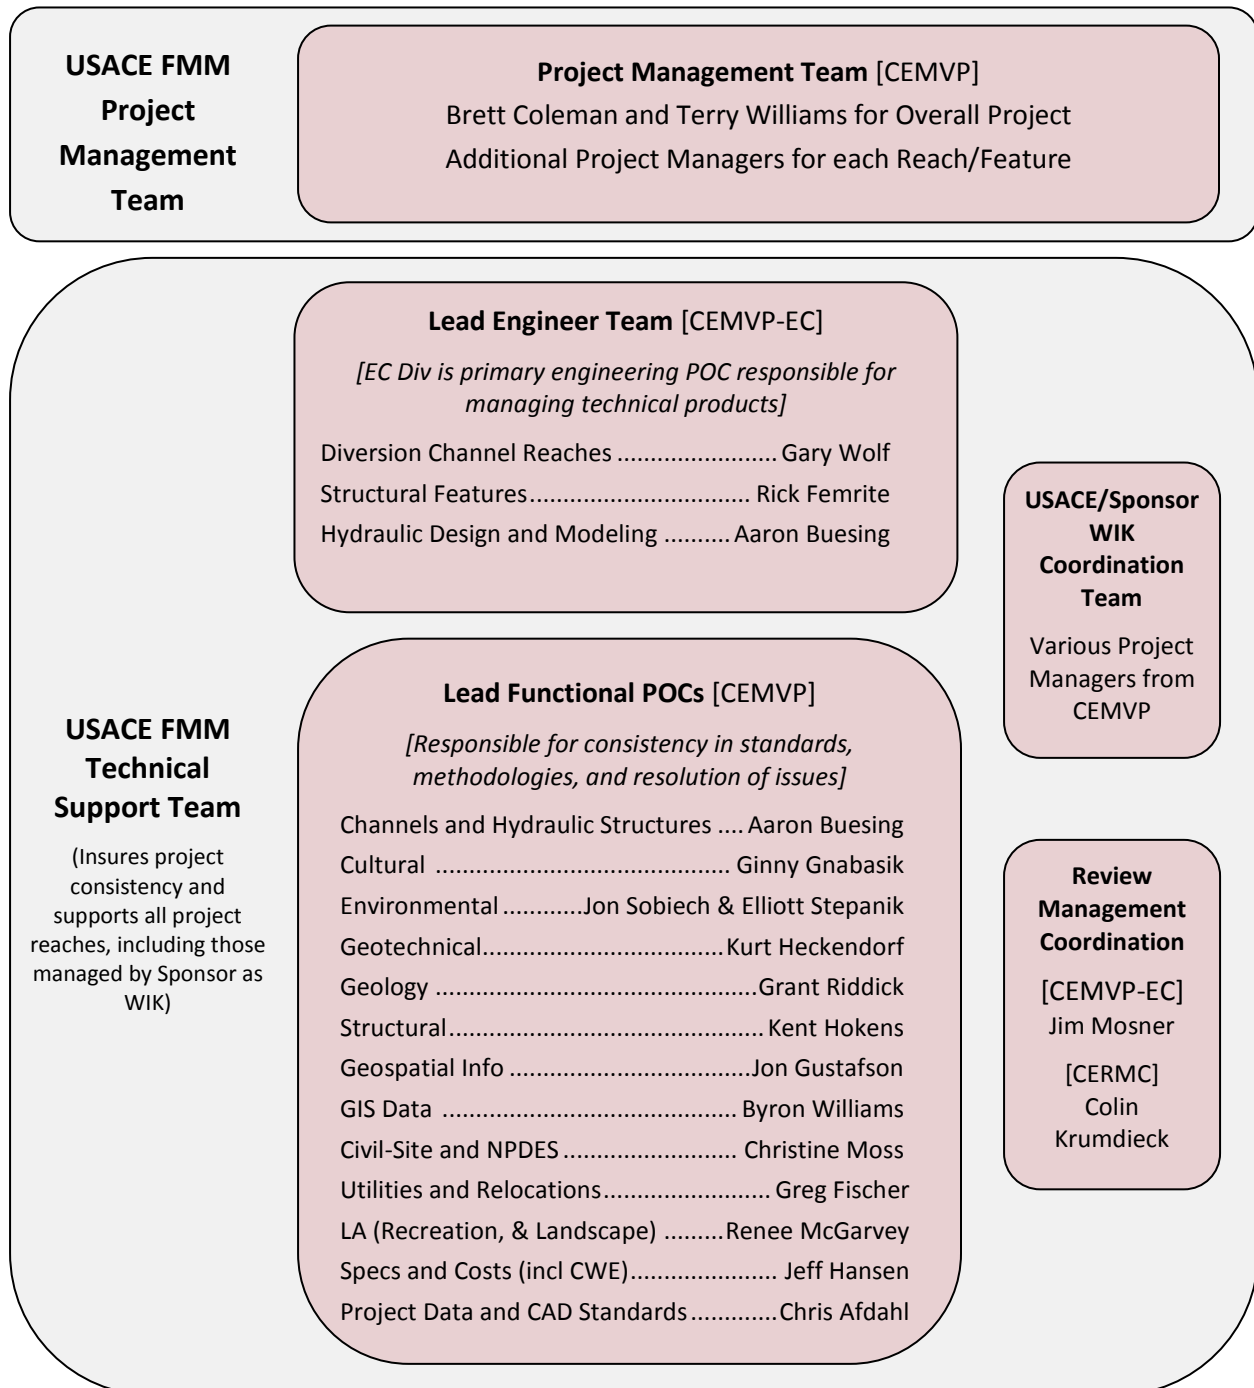 USACE FMM
Project
Management
Team
Project Management Team [CEMVP]
Brett Coleman and Terry Williams for Overall Project
Additional Project Managers for each Reach/Feature
Lead Engineer Team [CEMVP-EC]
[EC Div is primary engineering POC responsible for
managing technical products]
Diversion Channel Reaches ........................ Gary Wolf
Structural Features................................. Rick Femrite
Hydraulic Design and Modeling .......... Aaron Buesing
USACE/Sponsor
WIK
Coordination
Team
Various Project
Managers from
CEMVP
USACE FMM
Technical
Support Team
(Insures project
consistency and
supports all project
reaches, including those
managed by Sponsor as
WIK)
Lead Functional POCs [CEMVP]
[Responsible for consistency in standards,
methodologies, and resolution of issues]
Channels and Hydraulic Structures .... Aaron Buesing
Cultural ............................................ Ginny Gnabasik
Environmental ............Jon Sobiech & Elliott Stepanik
Geotechnical.................................... Kurt Heckendorf
Geology ................................................Grant Riddick
Structural............................................... Kent Hokens
Geospatial Info ....................................Jon Gustafson
GIS Data ............................................ Byron Williams
Civil-Site and NPDES.......................... Christine Moss
Utilities and Relocations......................... Greg Fischer
LA (Recreation, & Landscape) .........Renee McGarvey
Specs and Costs (incl CWE)...................... Jeff Hansen
Project Data and CAD Standards.............Chris Afdahl
Review
Management
Coordination
[CEMVP-EC]
Jim Mosner
[CERMC]
Colin
Krumdieck